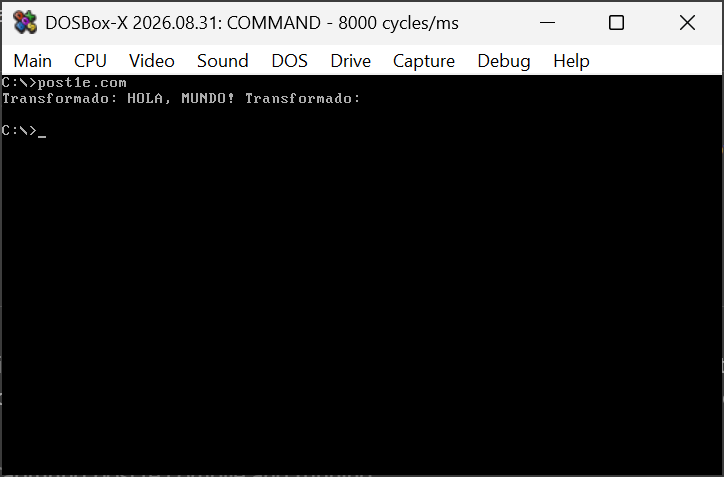 DOSBox-X 2026.08.31: COMMAND - 8000 cycles/ms
Main CPU Video Sound DOS Drive Capture Debug Help
C:\>post1e.com
Transformado: HOLA, MUNDO! Transformado:
C:\>_